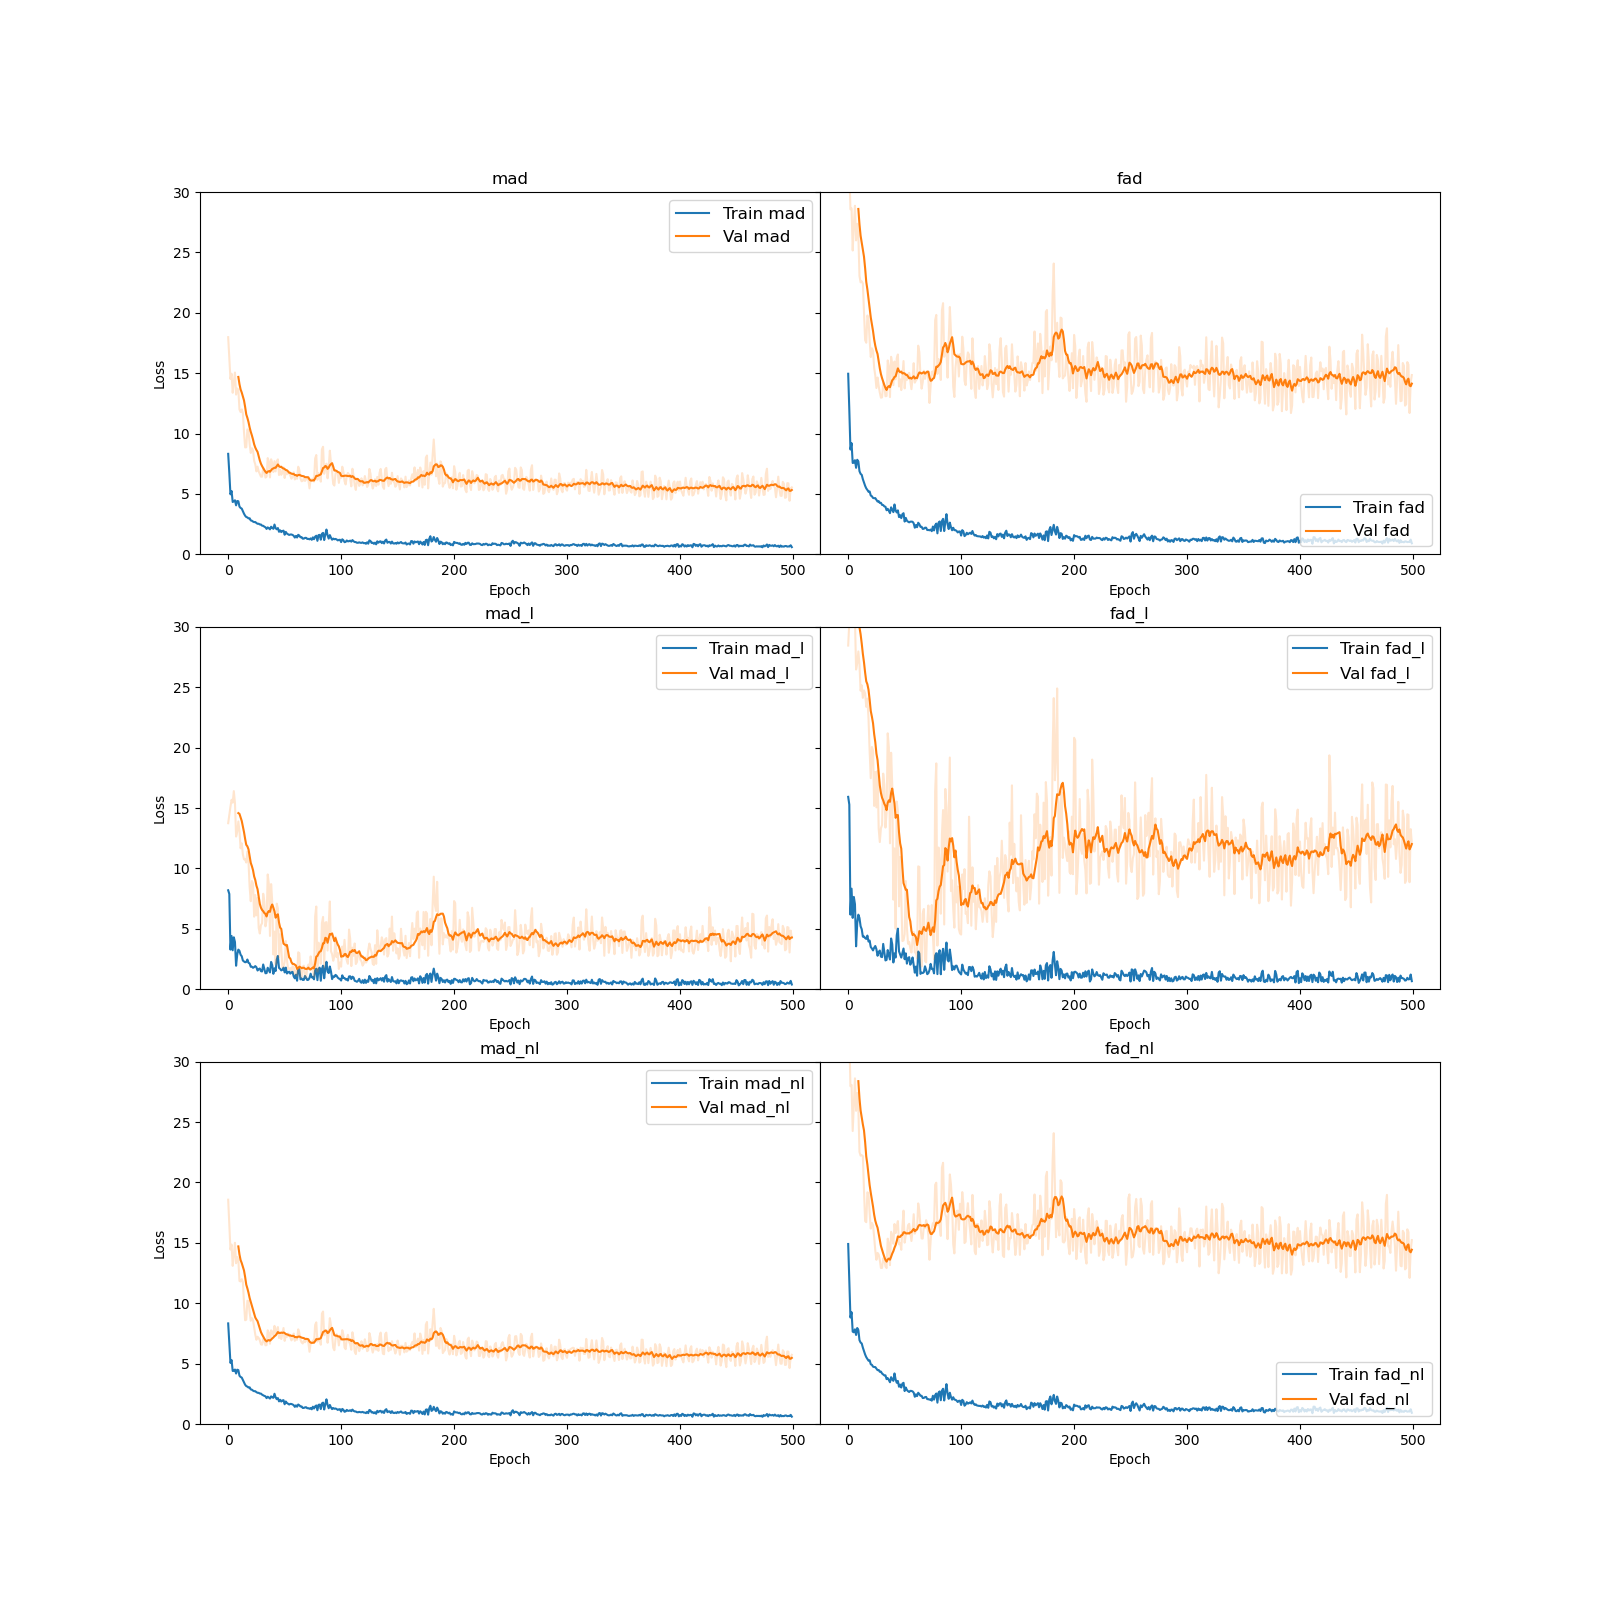 mad
fad
30
25
20
15
10
5
0
Loss
Train mad
Val mad
Train fad
Val fad
0 100 200 300 400 500
0 100 200 300 400 500
Epoch
Epoch
mad_l
fad_l
30
25
20
15
10
5
0
Loss
Train mad_l
Val mad_l
Train fad_l
Val fad_l
0 100 200 300 400 500
0 100 200 300 400 500
Epoch
Epoch
mad_nl
fad_nl
30
25
20
15
10
5
0
Loss
Train mad_nl
Val mad_nl
Train fad_nl
Val fad_nl
0 100 200 300 400 500
0 100 200 300 400 500
Epoch
Epoch